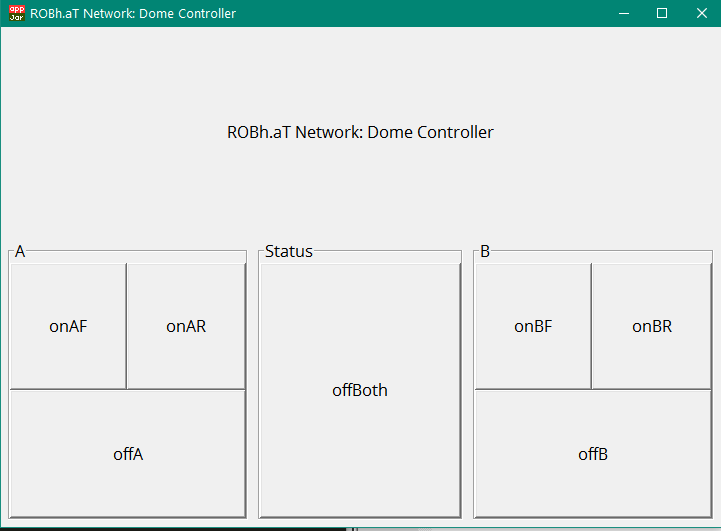 app
Jar
ROBh.aT Network: Dome Controller
ROBh.aT Network: Dome Controller
A
onAF
onAR
offA
Status
offBoth
B
onBF
onBR
offB